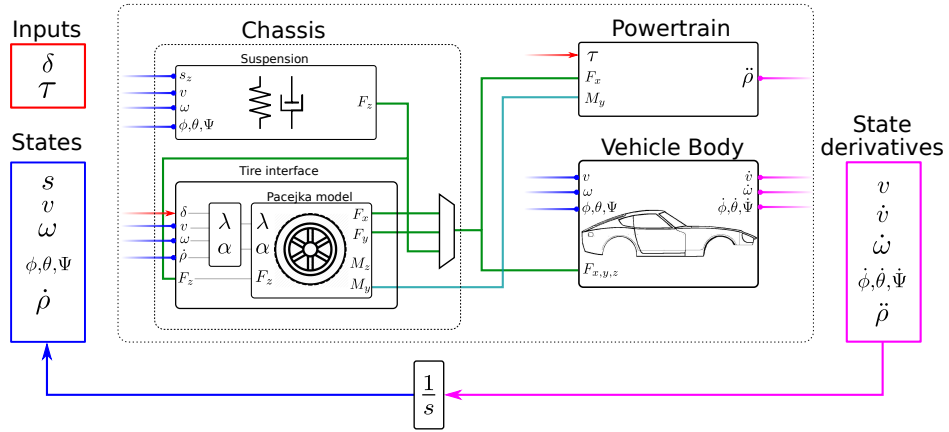 Inputs
δ
τ
States
s
v
ω
ϕ,θ,Ψ
ρ̇
Chassis
Suspension
s_z
v
ω
ϕ,θ,Ψ
F_z
Tire interface
δ
v
ω
ρ̇
F_z
λ
α
Pacejka model
λ
α
F_z
F_x
F_y
M_z
M_y
Powertrain
τ
F_x
M_y
ρ̈
Vehicle Body
v
ω
ϕ,θ,Ψ
F_{x,y,z}
v̇
ω̇
ϕ̇,θ̇,Ψ̇
State
derivatives
v
v̇
ω̇
ϕ̇,θ̇,Ψ̇
ρ̈
1
s